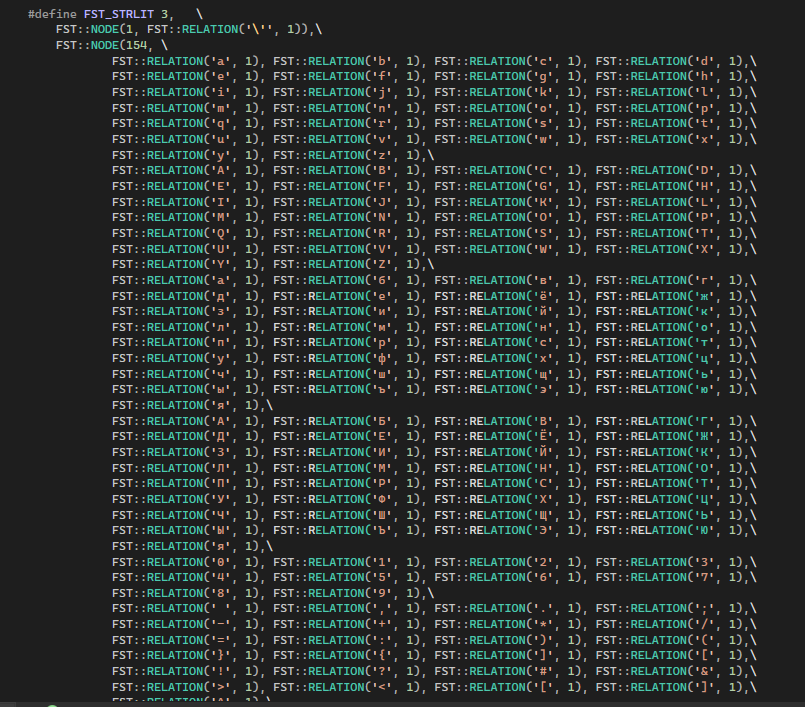 #define FST_STRLIT 3,   \
FST::NODE(1, FST::RELATION('\'', 1)),\
FST::NODE(154, \
FST::RELATION('a', 1), FST::RELATION('b', 1), FST::RELATION('c', 1), FST::RELATION('d', 1),\
FST::RELATION('e', 1), FST::RELATION('f', 1), FST::RELATION('g', 1), FST::RELATION('h', 1),\
FST::RELATION('i', 1), FST::RELATION('j', 1), FST::RELATION('k', 1), FST::RELATION('l', 1),\
FST::RELATION('m', 1), FST::RELATION('n', 1), FST::RELATION('o', 1), FST::RELATION('p', 1),\
FST::RELATION('q', 1), FST::RELATION('r', 1), FST::RELATION('s', 1), FST::RELATION('t', 1),\
FST::RELATION('u', 1), FST::RELATION('v', 1), FST::RELATION('w', 1), FST::RELATION('x', 1),\
FST::RELATION('y', 1), FST::RELATION('z', 1),\
FST::RELATION('A', 1), FST::RELATION('B', 1), FST::RELATION('C', 1), FST::RELATION('D', 1),\
FST::RELATION('E', 1), FST::RELATION('F', 1), FST::RELATION('G', 1), FST::RELATION('H', 1),\
FST::RELATION('I', 1), FST::RELATION('J', 1), FST::RELATION('K', 1), FST::RELATION('L', 1),\
FST::RELATION('M', 1), FST::RELATION('N', 1), FST::RELATION('O', 1), FST::RELATION('P', 1),\
FST::RELATION('Q', 1), FST::RELATION('R', 1), FST::RELATION('S', 1), FST::RELATION('T', 1),\
FST::RELATION('U', 1), FST::RELATION('V', 1), FST::RELATION('W', 1), FST::RELATION('X', 1),\
FST::RELATION('Y', 1), FST::RELATION('Z', 1),\
FST::RELATION('а', 1), FST::RELATION('б', 1), FST::RELATION('в', 1), FST::RELATION('г', 1),\
FST::RELATION('д', 1), FST::RELATION('е', 1), FST::RELATION('ё', 1), FST::RELATION('ж', 1),\
FST::RELATION('з', 1), FST::RELATION('и', 1), FST::RELATION('й', 1), FST::RELATION('к', 1),\
FST::RELATION('л', 1), FST::RELATION('м', 1), FST::RELATION('н', 1), FST::RELATION('о', 1),\
FST::RELATION('п', 1), FST::RELATION('р', 1), FST::RELATION('с', 1), FST::RELATION('т', 1),\
FST::RELATION('у', 1), FST::RELATION('ф', 1), FST::RELATION('х', 1), FST::RELATION('ц', 1),\
FST::RELATION('ч', 1), FST::RELATION('ш', 1), FST::RELATION('щ', 1), FST::RELATION('ь', 1),\
FST::RELATION('ы', 1), FST::RELATION('ъ', 1), FST::RELATION('э', 1), FST::RELATION('ю', 1),\
FST::RELATION('я', 1),\
FST::RELATION('А', 1), FST::RELATION('Б', 1), FST::RELATION('В', 1), FST::RELATION('Г', 1),\
FST::RELATION('Д', 1), FST::RELATION('Е', 1), FST::RELATION('Ё', 1), FST::RELATION('Ж', 1),\
FST::RELATION('З', 1), FST::RELATION('И', 1), FST::RELATION('Й', 1), FST::RELATION('К', 1),\
FST::RELATION('Л', 1), FST::RELATION('М', 1), FST::RELATION('Н', 1), FST::RELATION('О', 1),\
FST::RELATION('П', 1), FST::RELATION('Р', 1), FST::RELATION('С', 1), FST::RELATION('Т', 1),\
FST::RELATION('У', 1), FST::RELATION('Ф', 1), FST::RELATION('Х', 1), FST::RELATION('Ц', 1),\
FST::RELATION('Ч', 1), FST::RELATION('Ш', 1), FST::RELATION('Щ', 1), FST::RELATION('Ь', 1),\
FST::RELATION('Ы', 1), FST::RELATION('Ъ', 1), FST::RELATION('Э', 1), FST::RELATION('Ю', 1),\
FST::RELATION('я', 1),\
FST::RELATION('0', 1), FST::RELATION('1', 1), FST::RELATION('2', 1), FST::RELATION('3', 1),\
FST::RELATION('4', 1), FST::RELATION('5', 1), FST::RELATION('6', 1), FST::RELATION('7', 1),\
FST::RELATION('8', 1), FST::RELATION('9', 1),\
FST::RELATION(' ', 1), FST::RELATION(',', 1), FST::RELATION('.', 1), FST::RELATION(';', 1),\
FST::RELATION('-', 1), FST::RELATION('+', 1), FST::RELATION('*', 1), FST::RELATION('/', 1),\
FST::RELATION('=', 1), FST::RELATION(':', 1), FST::RELATION(')', 1), FST::RELATION('(', 1),\
FST::RELATION('}', 1), FST::RELATION('{', 1), FST::RELATION(']', 1), FST::RELATION('[', 1),\
FST::RELATION('!', 1), FST::RELATION('?', 1), FST::RELATION('#', 1), FST::RELATION('&', 1),\
FST::RELATION('>', 1), FST::RELATION('<', 1), FST::RELATION('[', 1), FST::RELATION(']', 1),\